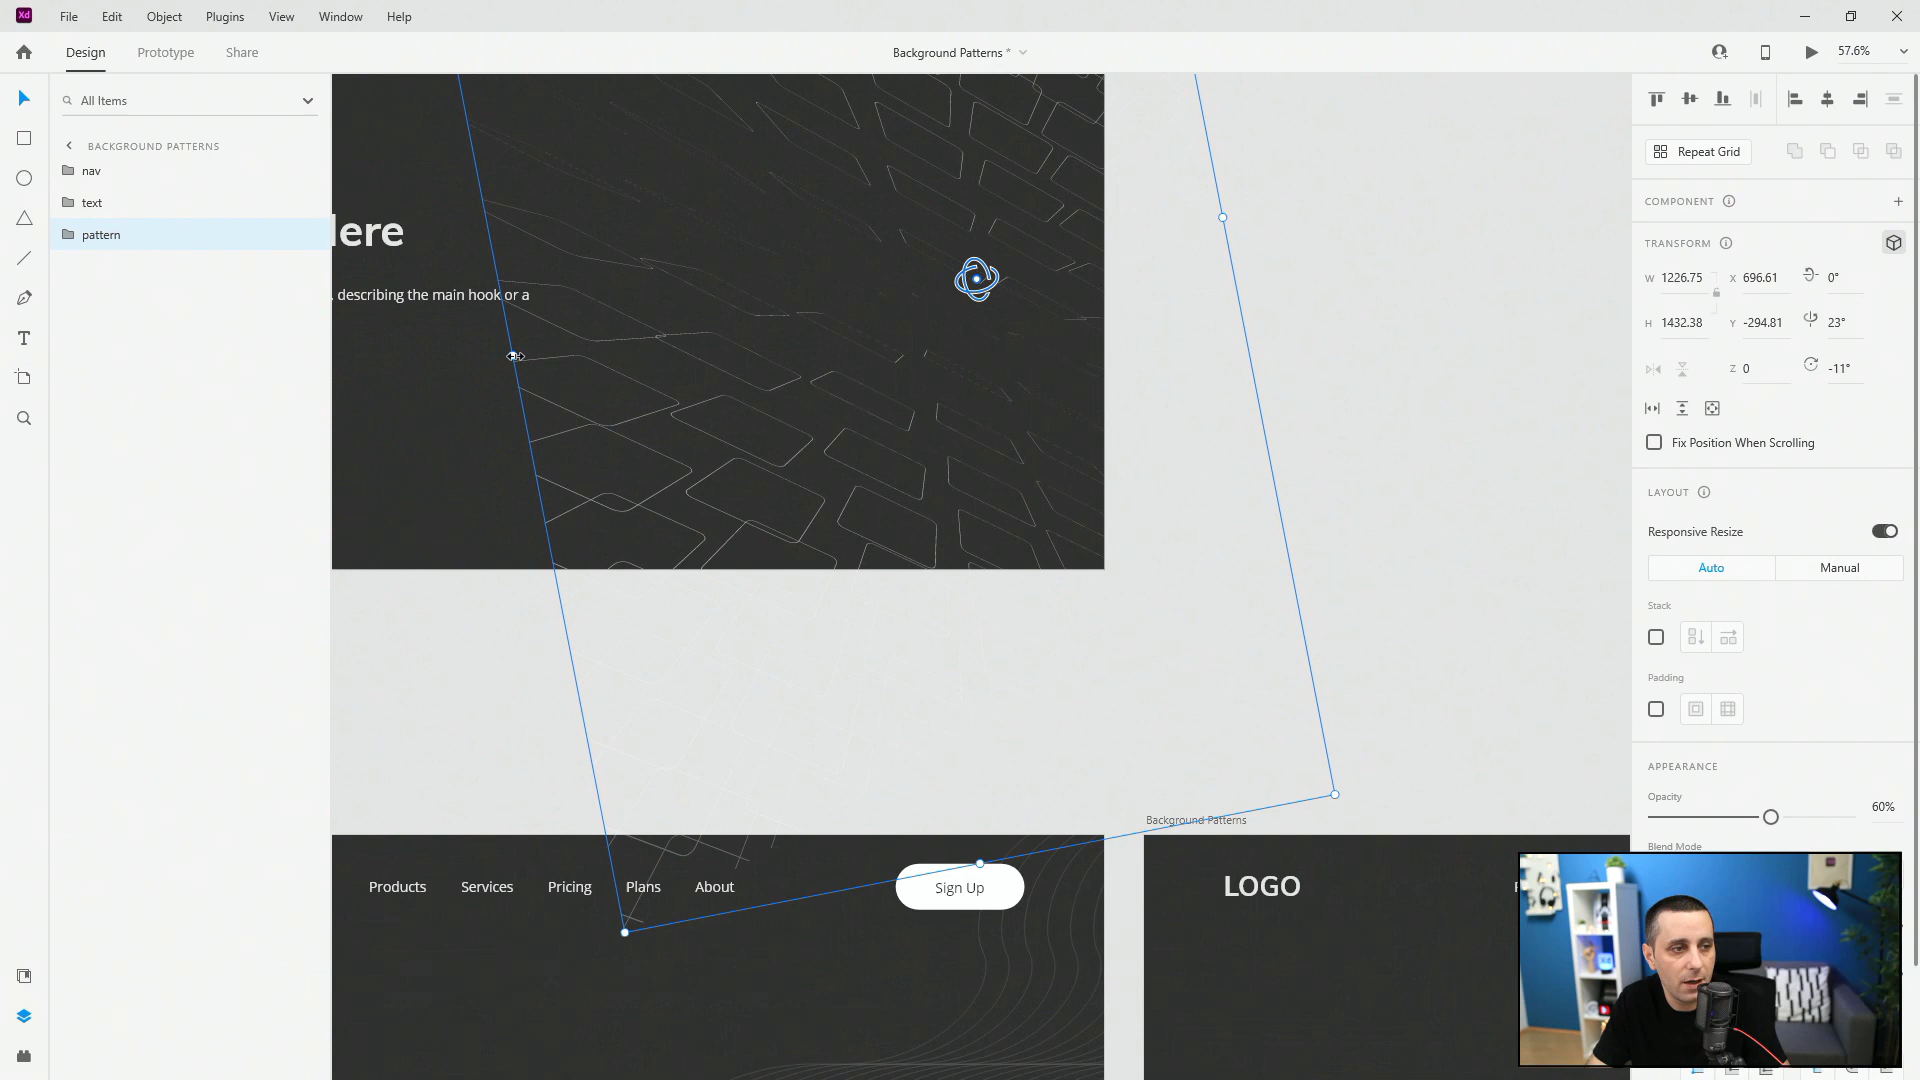 Xd File Edit Object Plugins View Window Help
Design Prototype Share Background Patterns * 57.6%
All Items
BACKGROUND PATTERNS
nav
text
pattern
lere
, describing the main hook or a
Products Services Pricing Plans About Sign Up
Background Patterns
LOGO
Repeat Grid
COMPONENT
TRANSFORM
W 1226.75 X 696.61 0°
H 1432.38 Y -294.81 23°
Z 0 -11°
Fix Position When Scrolling
LAYOUT
Responsive Resize
Auto Manual
Stack
Padding
APPEARANCE
Opacity
60%
Blend Mode